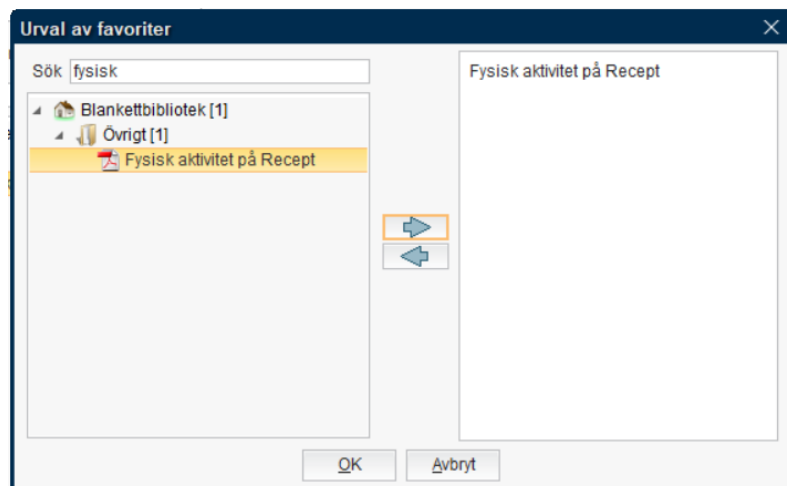 Urval av favoriter
Sök fysisk
Blankettbibliotek [1]
Övrigt [1]
Fysisk aktivitet på Recept
Fysisk aktivitet på Recept
OK
Avbryt